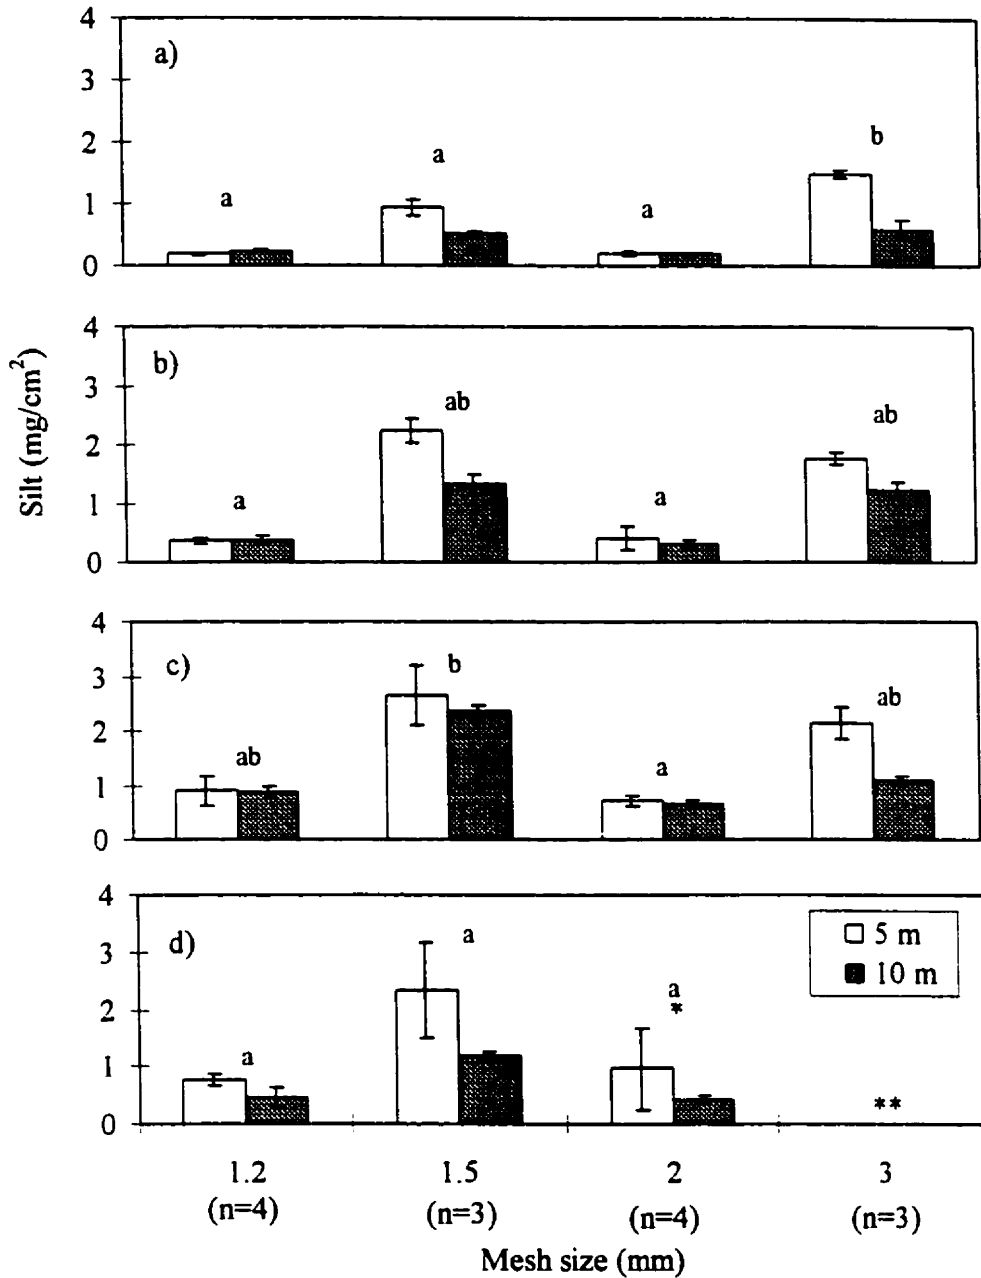 Silt (mg/cm²)
4
a)
3
b
2
a
a
a
1
0
4
b)
3
ab
ab
2
a
a
1
0
4
c)
3
b
ab
2
ab
a
1
0
4
d)
a
□ 5 m
3
■ 10 m
a
2
*
a
1
**
0
1.2 1.5 2 3
(n=4) (n=3) (n=4) (n=3)
Mesh size (mm)